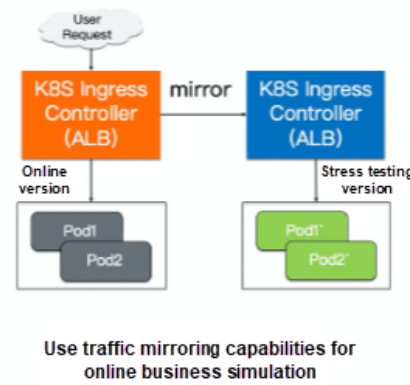 User
Request
K8S Ingress
Controller
(ALB)
mirror
K8S Ingress
Controller
(ALB)
Online
version
Stress testing
version
Pod1
Pod2
Pod1`
Pod2`
Use traffic mirroring capabilities for
online business simulation